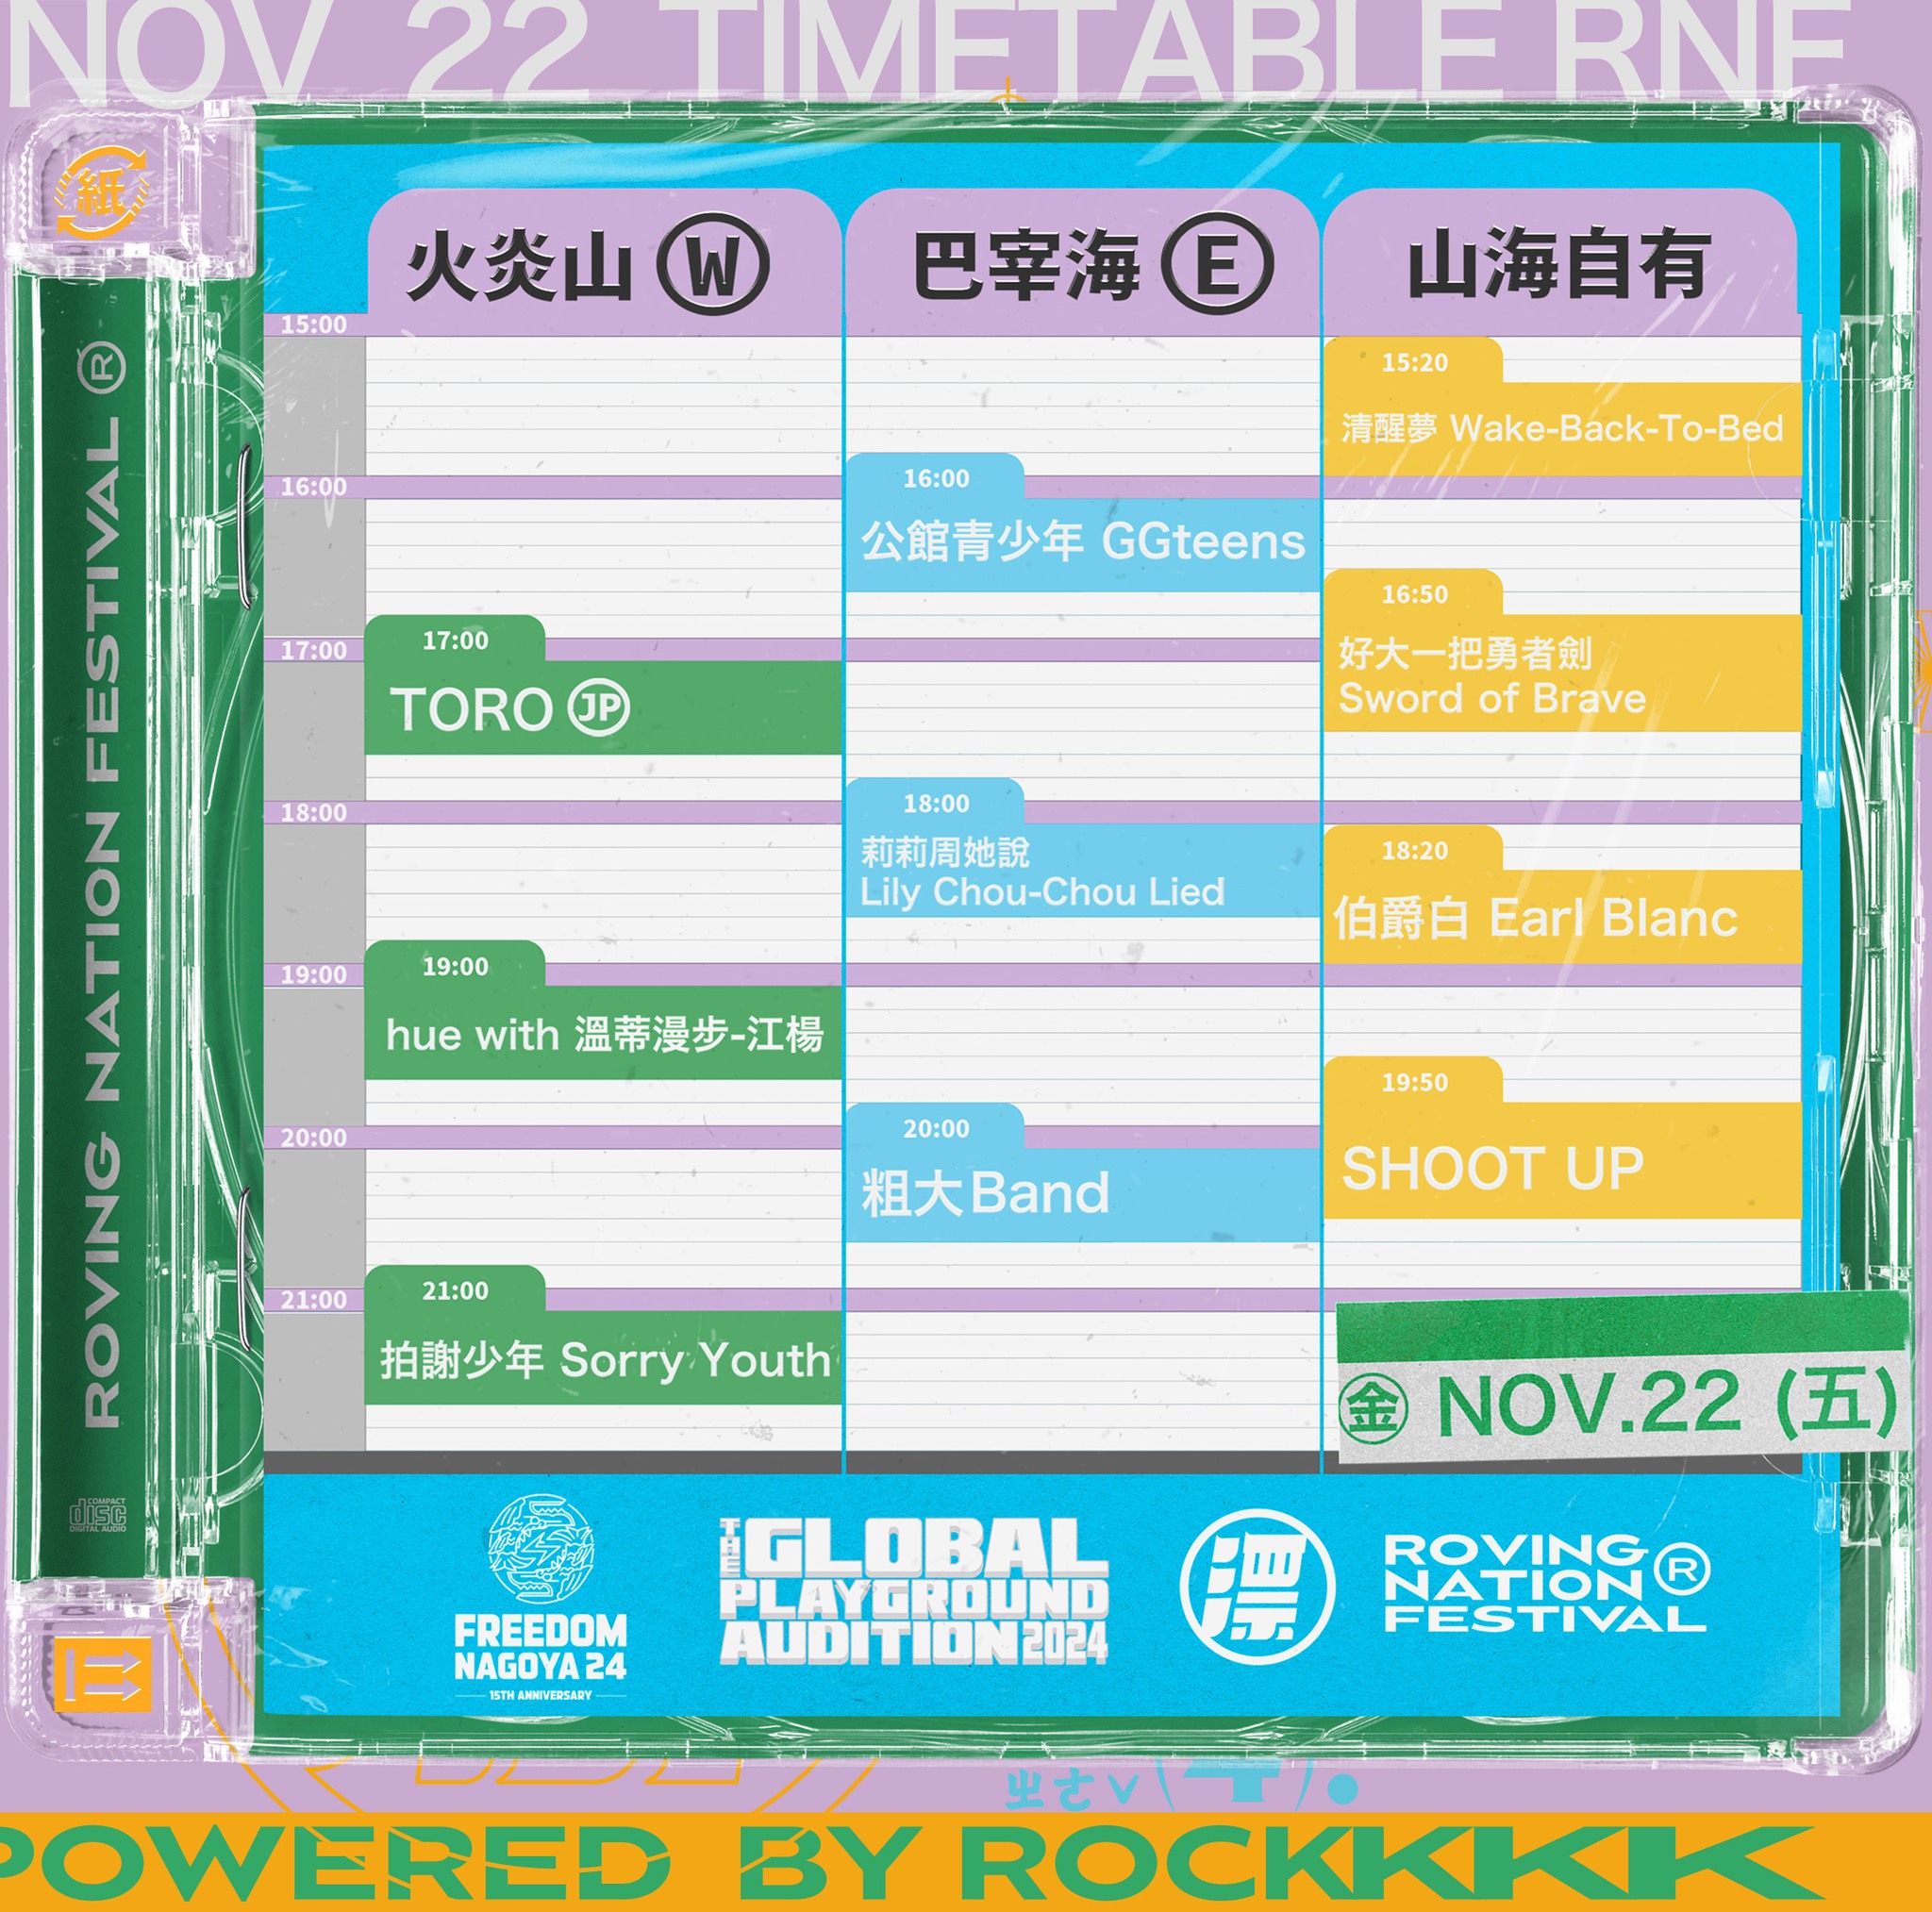 NOV 22 TIMETABLE RNF
紙
ROVING NATION FESTIVAL ®
COMPACT
disc
DIGITAL AUDIO
火炎山 W
巴宰海 E
山海自有
15:00
15:20
清醒夢 Wake-Back-To-Bed
16:00
16:00
公館青少年 GGteens
16:50
好大一把勇者劍
Sword of Brave
17:00
17:00
TORO JP
18:00
18:00
莉莉周她說
Lily Chou-Chou Lied
18:20
伯爵白 Earl Blanc
19:00
19:00
hue with 溫蒂漫步-江楊
19:50
SHOOT UP
20:00
20:00
粗大Band
21:00
21:00
拍謝少年 Sorry Youth
金 NOV.22 (五)
FREEDOM
NAGOYA 24
15TH ANNIVERSARY
THE GLOBAL
PLAYGROUND
AUDITION 2024
漂
ROVING
NATION ®
FESTIVAL
POWERED BY ROCKKKK